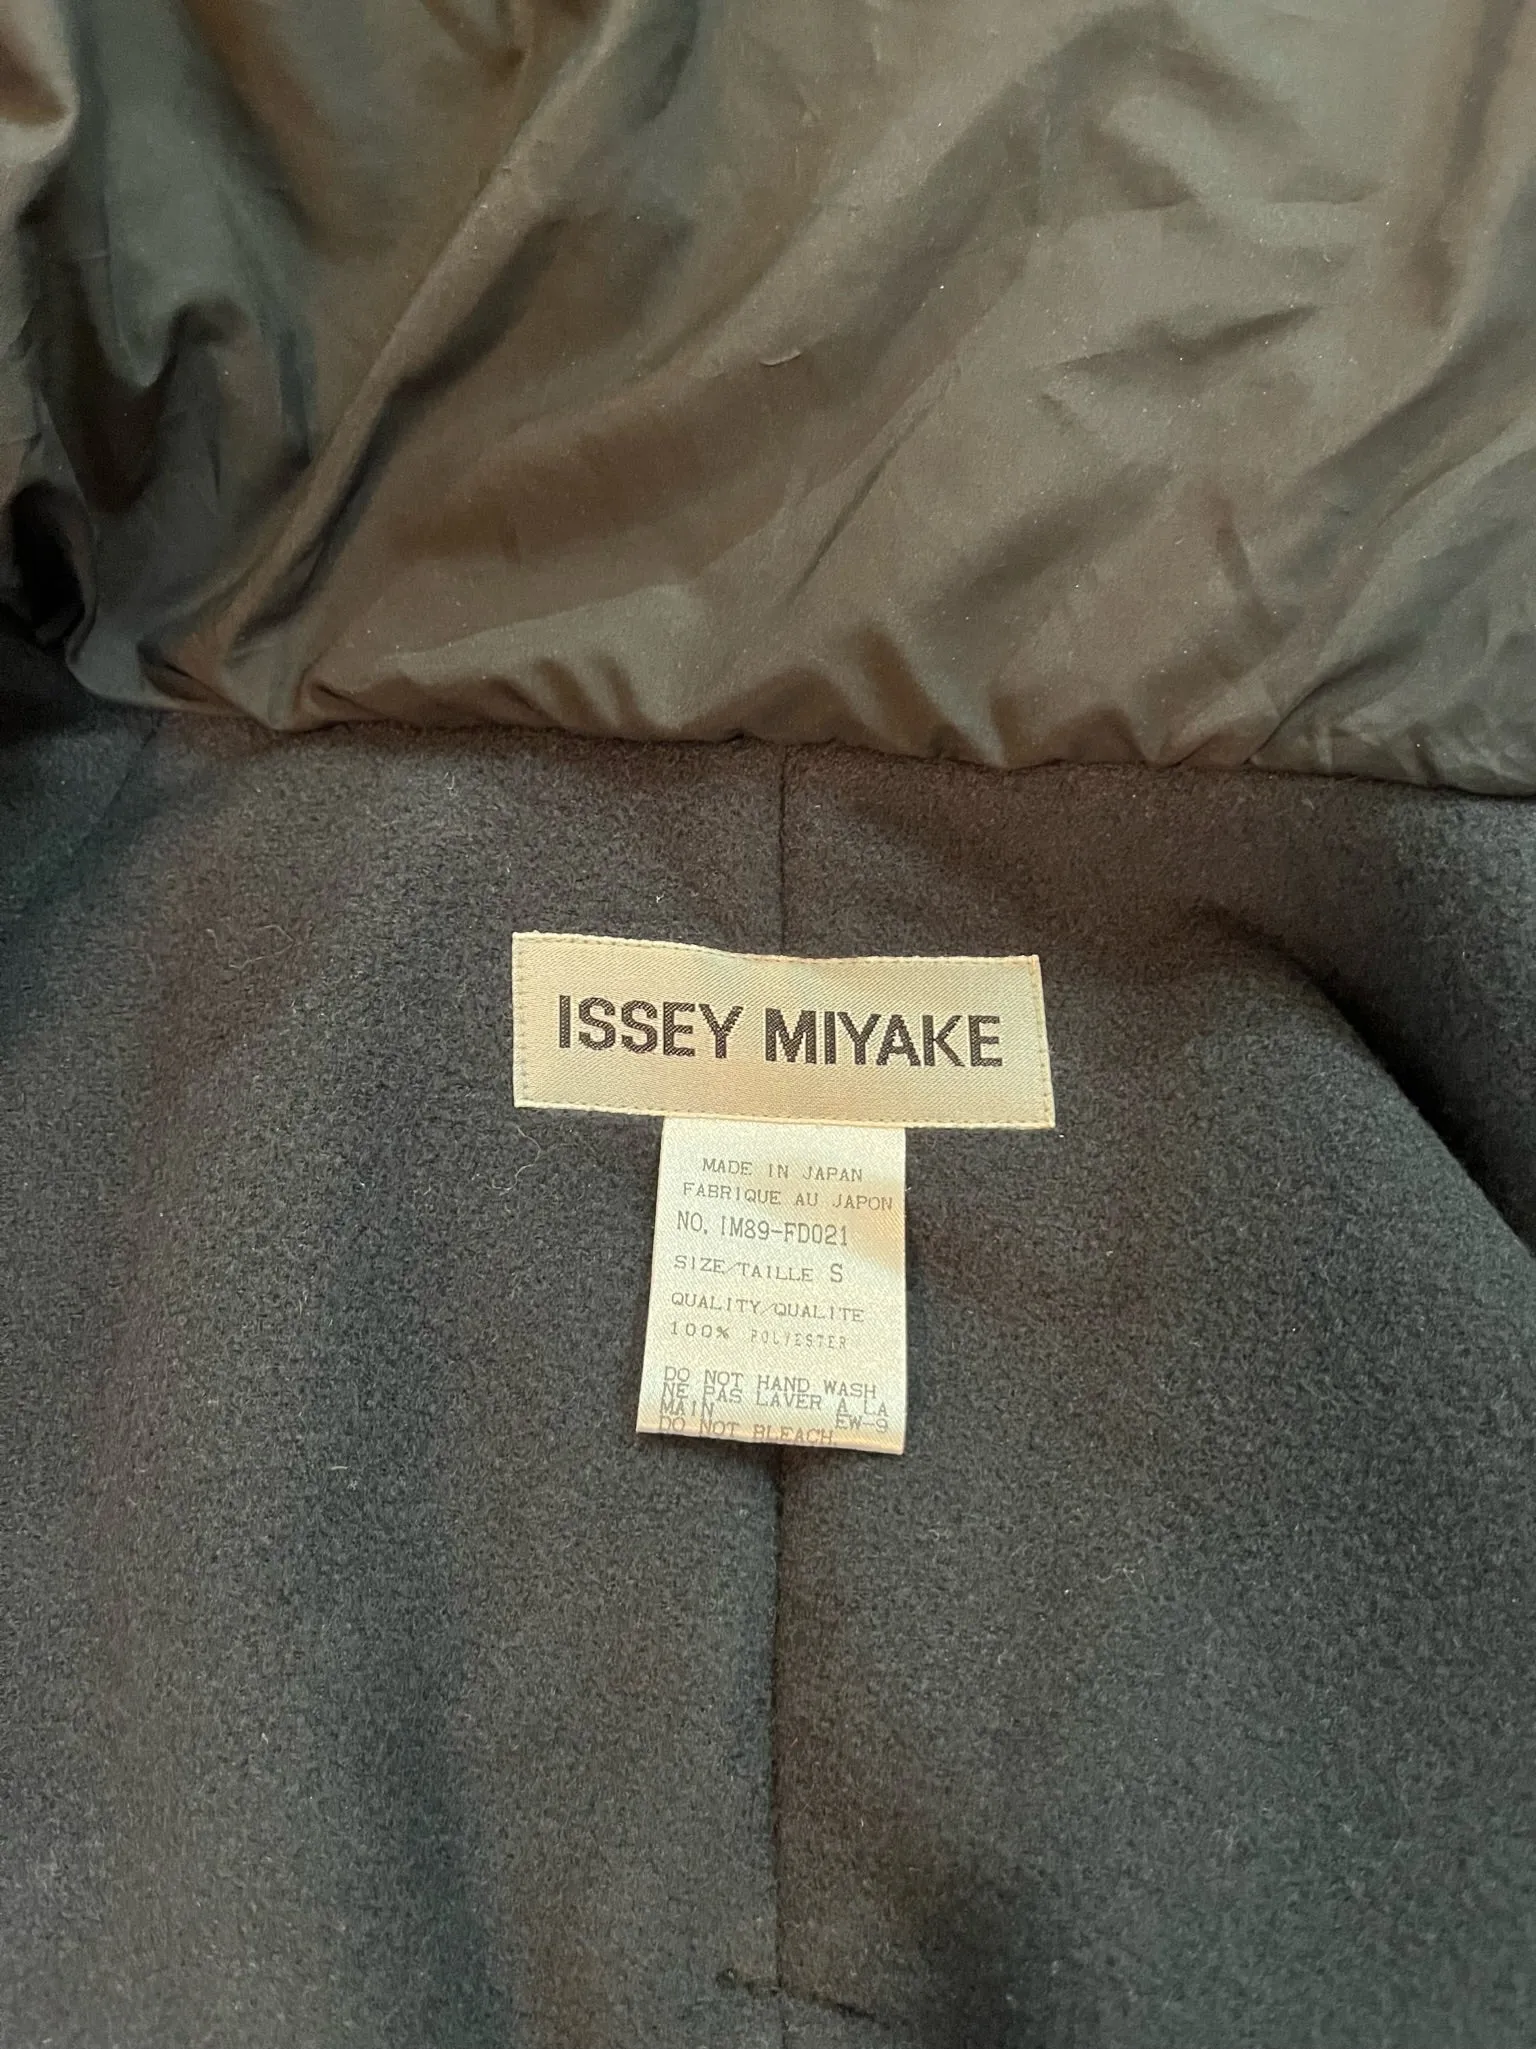 ISSEY MIYAKE
MADE IN JAPAN
FABRIQUE AU JAPON
NO. IM89-FD021
SIZE/TAILLE S
QUALITY/QUALITE
100% POLYESTER
DO NOT HAND WASH
NE PAS LAVER A LA
MAIN EW-9
DO NOT BLEACH